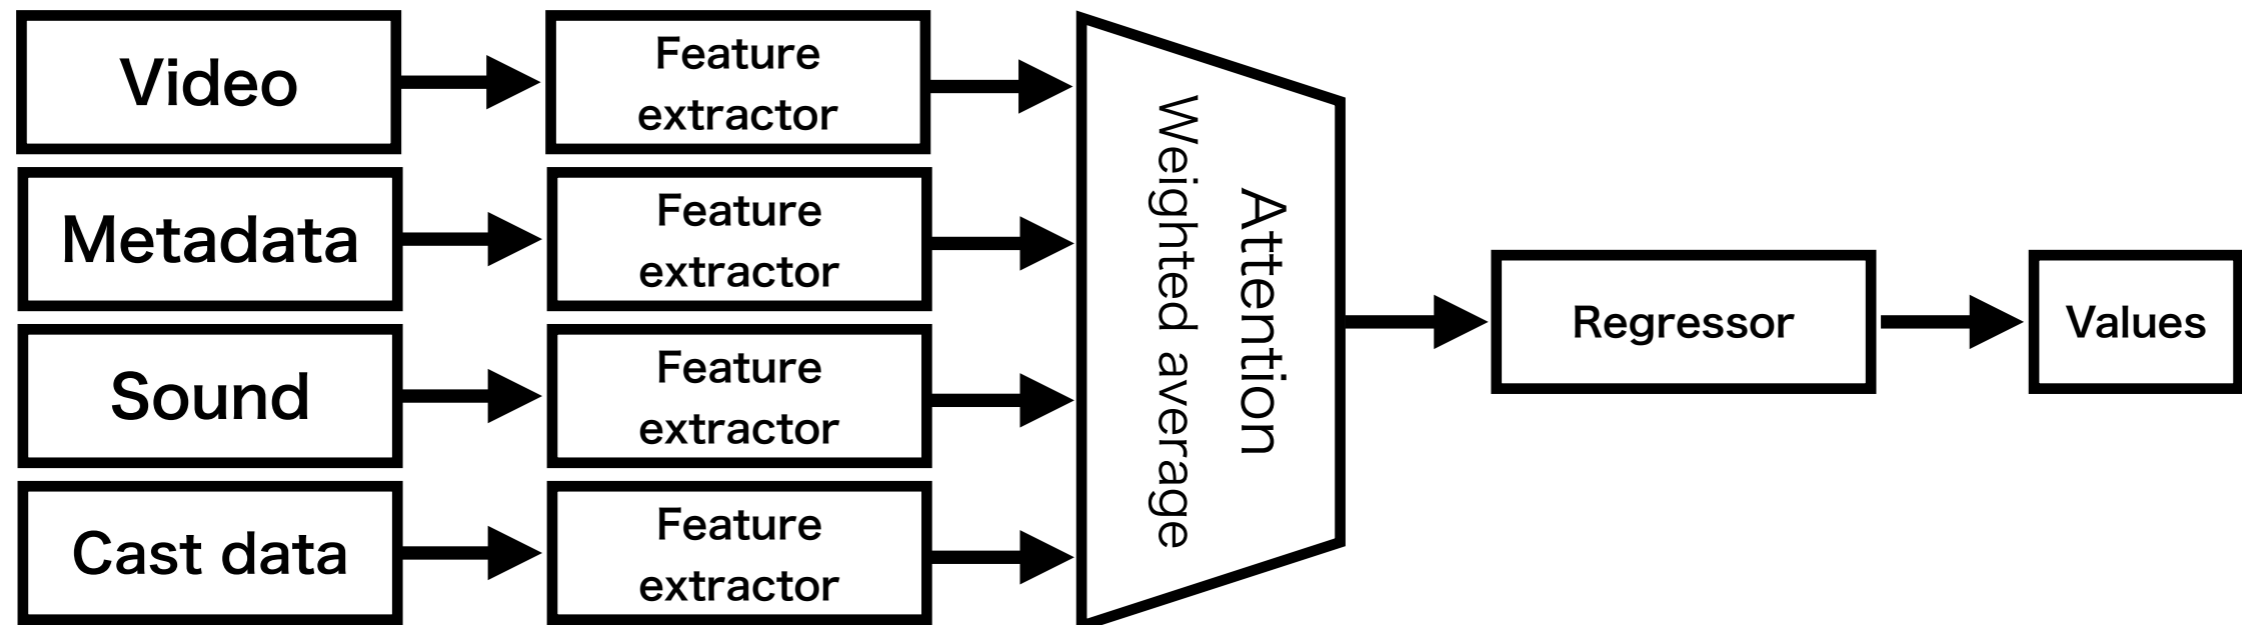 Video
Feature
extractor
Metadata
Feature
extractor
Sound
Feature
extractor
Cast data
Feature
extractor
Attention
Weighted average
Regressor
Values